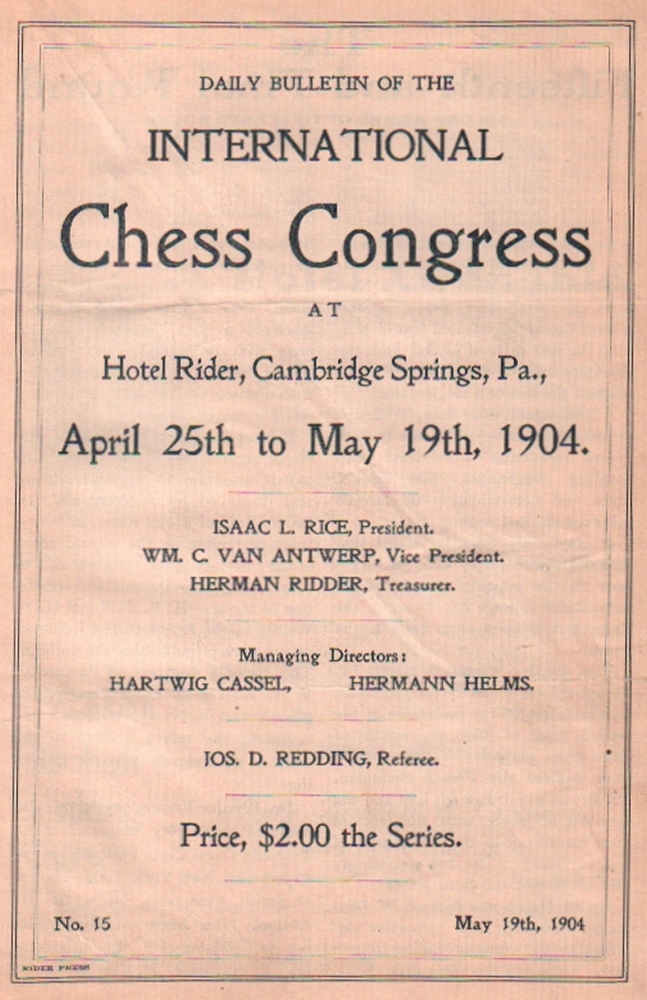 DAILY BULLETIN OF THE
INTERNATIONAL
Chess Congress
AT
Hotel Rider, Cambridge Springs, Pa.,
April 25th to May 19th, 1904.
ISAAC L. RICE, President.
WM. C. VAN ANTWERP, Vice President.
HERMAN RIDDER, Treasurer.
Managing Directors:
HARTWIG CASSEL, HERMANN HELMS.
JOS. D. REDDING, Referee.
Price, $2.00 the Series.
No. 15 May 19th, 1904
RIDER PRESS